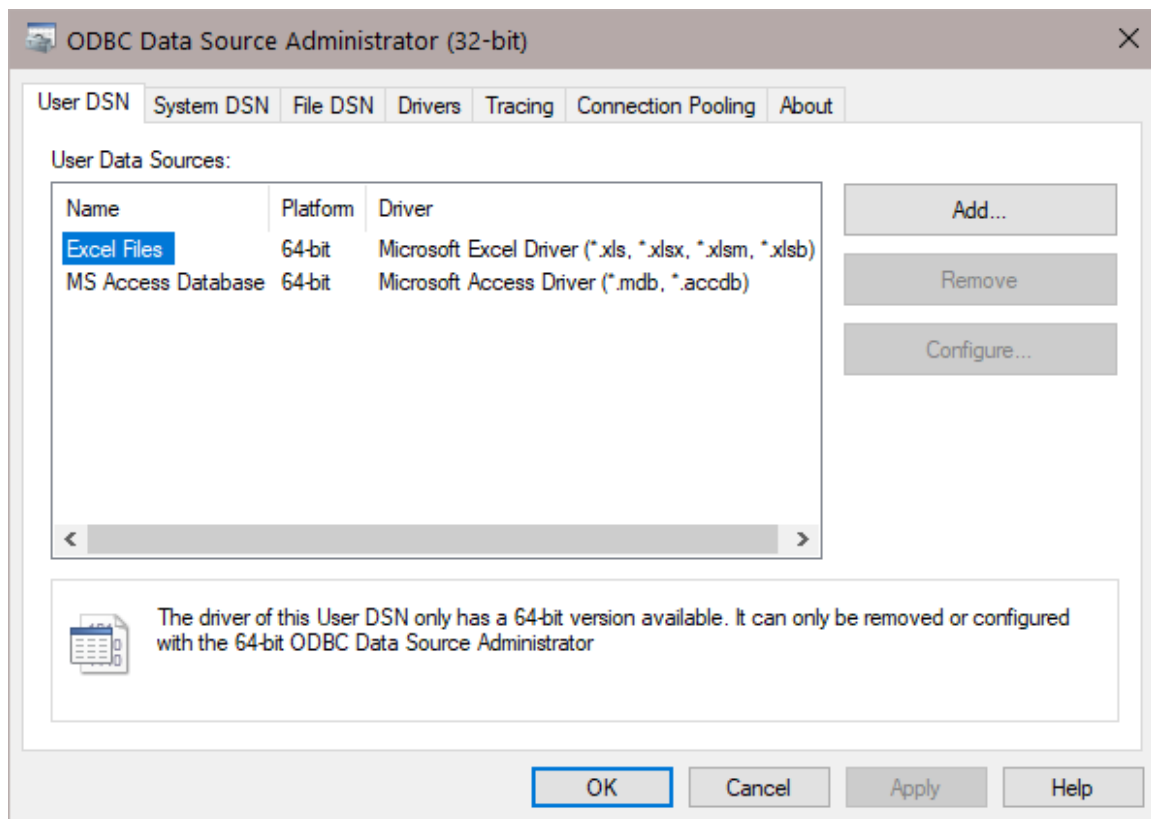 ODBC Data Source Administrator (32-bit)
User DSN System DSN File DSN Drivers Tracing Connection Pooling About
User Data Sources:
Name Platform Driver
Excel Files 64-bit Microsoft Excel Driver (*.xls, *.xlsx, *.xlsm, *.xlsb)
MS Access Database 64-bit Microsoft Access Driver (*.mdb, *.accdb)
Add...
Remove
Configure...
The driver of this User DSN only has a 64-bit version available. It can only be removed or configured
with the 64-bit ODBC Data Source Administrator
OK Cancel Apply Help